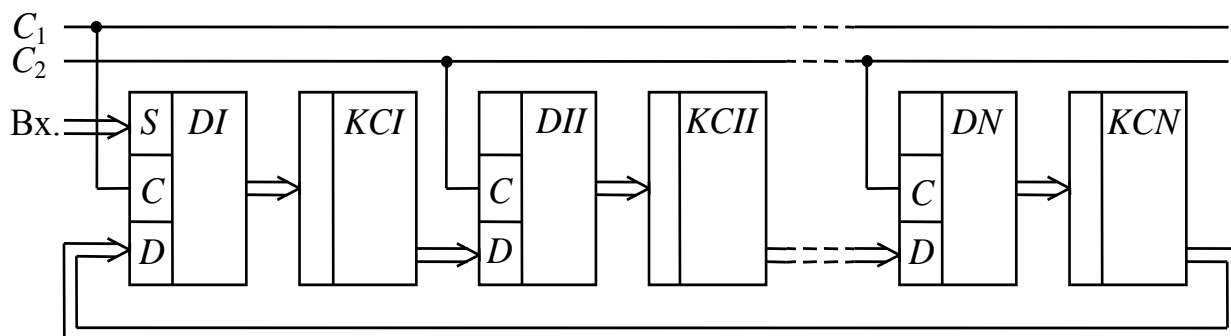 C₁
C₂
Вх. S DI KCI DII KCII DN KCN
C C C
D D D